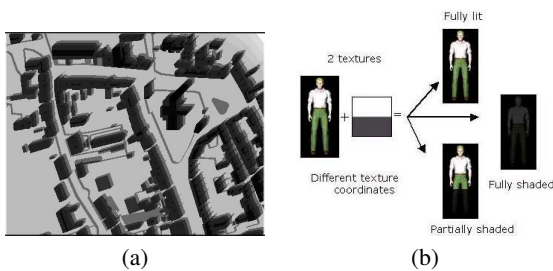 Fully lit
2 textures
+
=
Different texture
coordinates
Fully shaded
Partially shaded
(a)
(b)